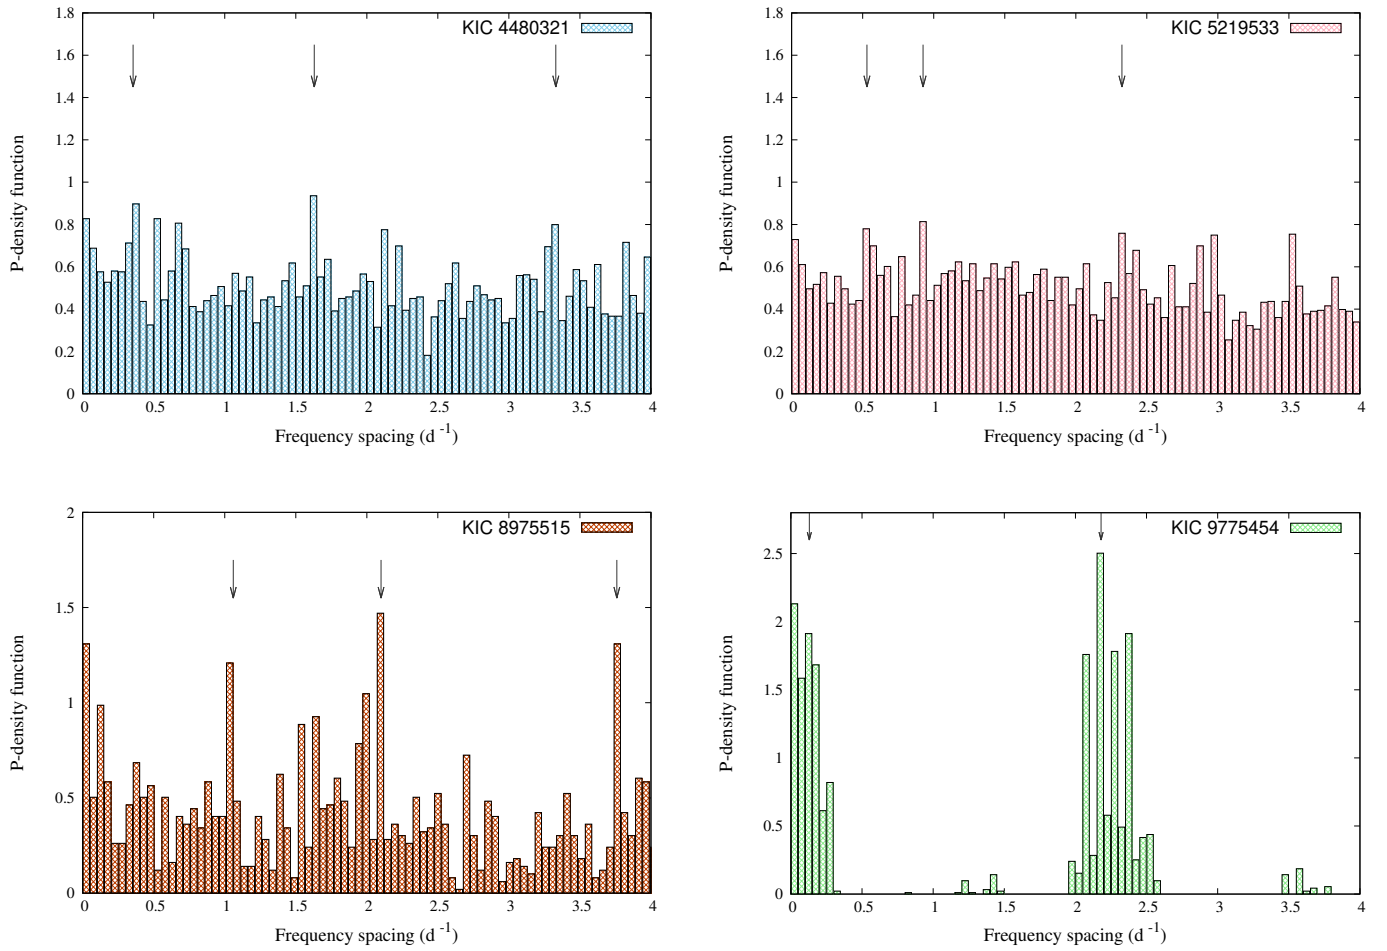 KIC 4480321
P-density function
1.8
1.6
1.4
1.2
1
0.8
0.6
0.4
0.2
0
0 0.5 1 1.5 2 2.5 3 3.5 4
Frequency spacing (d -1)
KIC 5219533
P-density function
1.8
1.6
1.4
1.2
1
0.8
0.6
0.4
0.2
0
0 0.5 1 1.5 2 2.5 3 3.5 4
Frequency spacing (d -1)
KIC 8975515
P-density function
2
1.5
1
0.5
0
0 0.5 1 1.5 2 2.5 3 3.5 4
Frequency spacing (d -1)
KIC 9775454
P-density function
2.5
2
1.5
1
0.5
0
0 0.5 1 1.5 2 2.5 3 3.5 4
Frequency spacing (d -1)